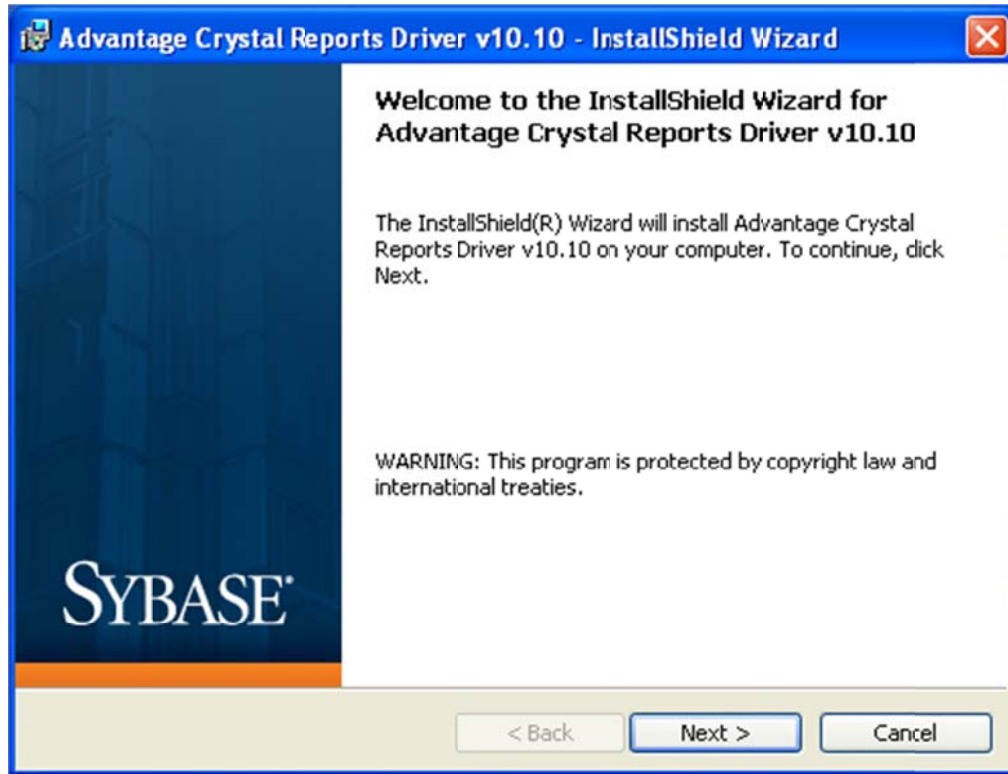 Advantage Crystal Reports Driver v10.10 - InstallShield Wizard
Welcome to the InstallShield Wizard for
Advantage Crystal Reports Driver v10.10
The InstallShield(R) Wizard will install Advantage Crystal
Reports Driver v10.10 on your computer. To continue, click
Next.
WARNING: This program is protected by copyright law and
international treaties.
SYBASE®
< Back
Next >
Cancel